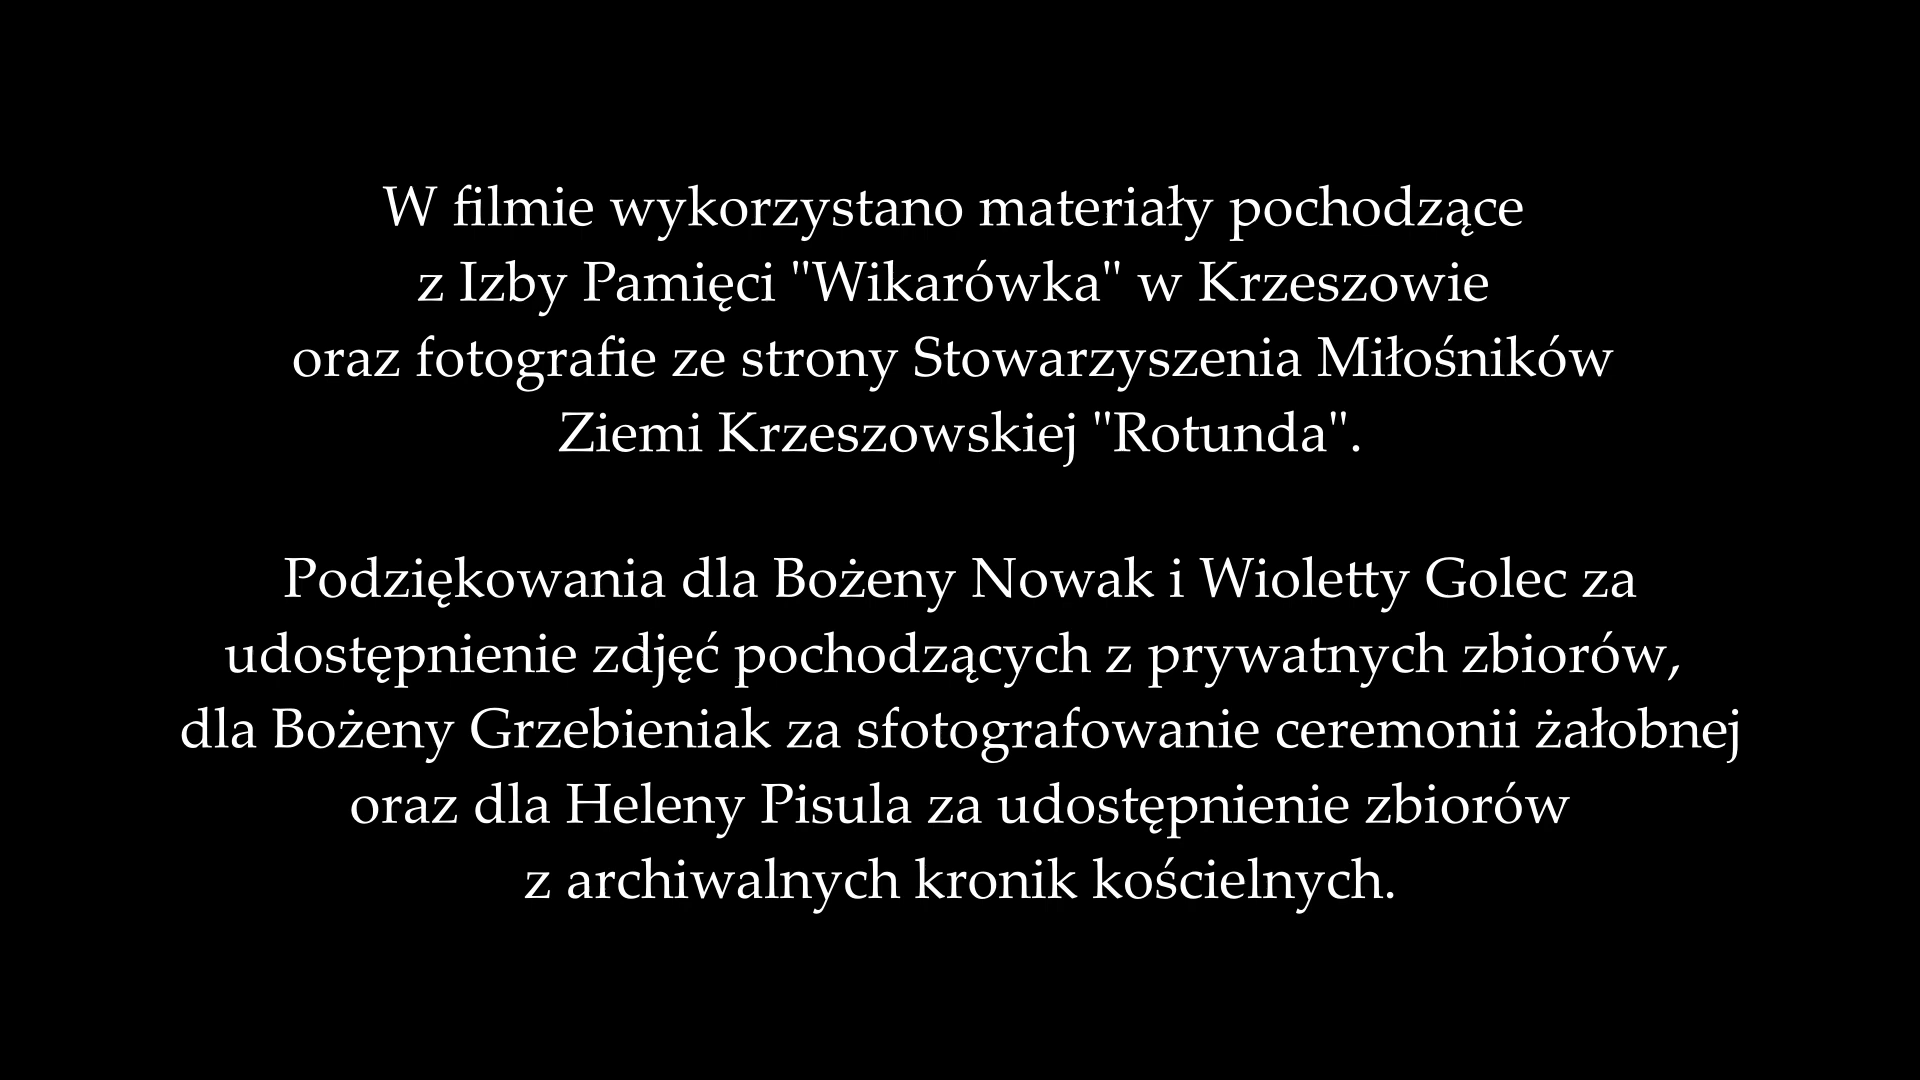 W filmie wykorzystano materiały pochodzące
z Izby Pamięci "Wikarówka" w Krzeszowie
oraz fotografie ze strony Stowarzyszenia Miłośników
Ziemi Krzeszowskiej "Rotunda".
Podziękowania dla Bożeny Nowak i Wioletty Golec za
udostępnienie zdjęć pochodzących z prywatnych zbiorów,
dla Bożeny Grzebieniak za sfotografowanie ceremonii żałobnej
oraz dla Heleny Pisula za udostępnienie zbiorów
z archiwalnych kronik kościelnych.